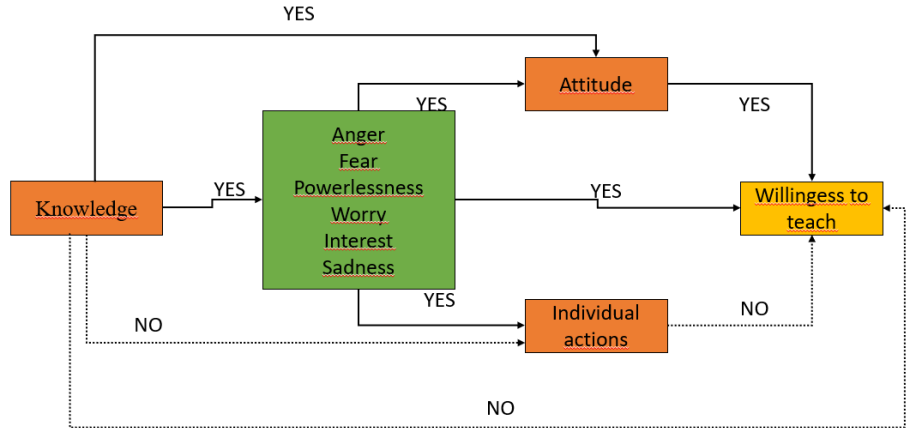 YES
Attitude
YES
YES
Anger
Fear
Powerlessness
Worry
Interest
Sadness
Knowledge
YES
YES
Willingess to
teach
YES
Individual
actions
NO
NO
NO